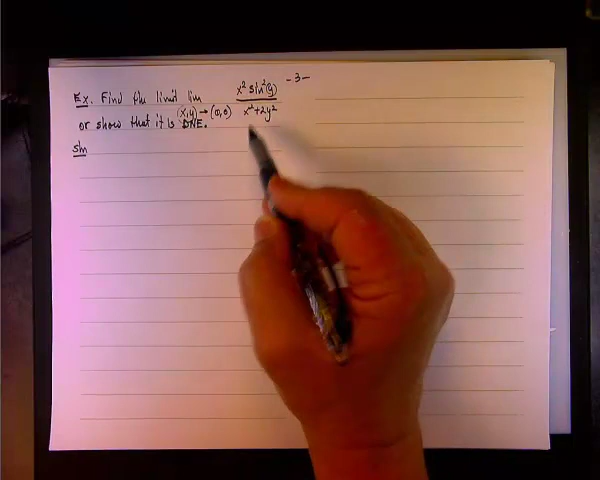 -3-
Ex. Find the limit lim (x,y)→(0,0) x² sin²(y) / x²+2y²
or show that it is DNE.
sln